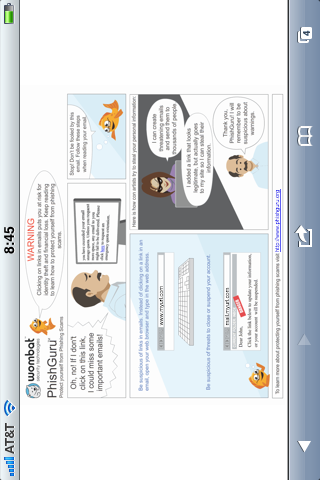 AT&T
8:45
wombat
security technologies
PhishGuru
Protect yourself from Phishing Scams
WARNING
Clicking on links in emails puts you at risk for
identity theft and financial loss. Keep reading
to learn how to protect yourself from phishing
scams.
Stop! Don't be fooled by this
email. Follow these steps
when reading your email.
Oh, no! If I don't
click on this link,
I could miss some
important emails!
Be suspicious of links in emails. Instead of clicking on a link in an
email, open your web browser and type in the web address.
www.myurl.com
Be suspicious of threats to close or suspend your account.
mail.myurl.com
Dear John,
Click the link below to update your information,
or your account will be suspended.
Here is how con artists try to steal your personal information:
I can create
threatening emails
and send them to
thousands of people
I added a link that looks
legitimate, but actually goes
to my site so I can steal their
information.
Thank you,
PhishGuru! I will
remember to be
suspicious about
warnings.
To learn more about protecting yourself from phishing scams visit http://www.phishguru.org
4